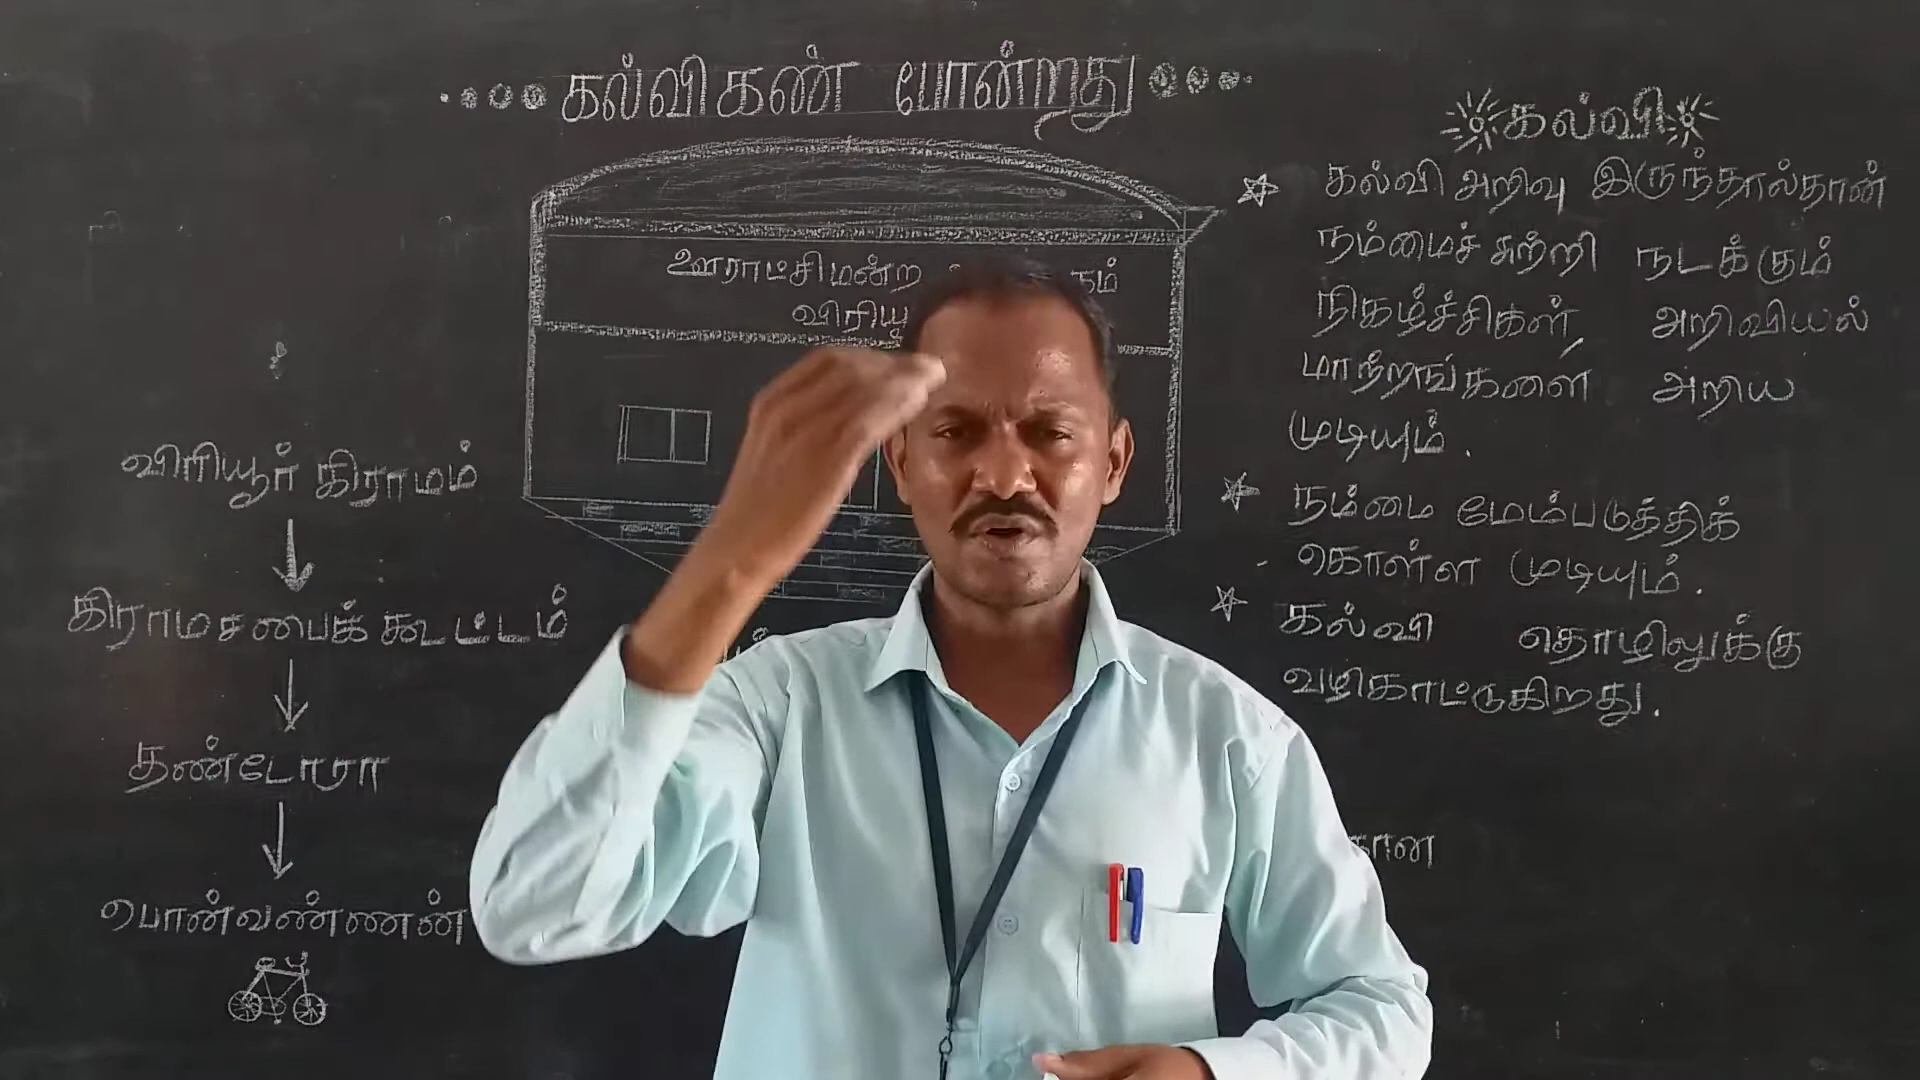 கல்வி கண் போன்றது
ஊராட்சிமன்ற
விரியூ
விரியூர் கிராமம்
கிராமசபைக் கூட்டம்
தண்டோரா
பொன்வண்ணன்
கல்வி
கல்வி அறிவு இருந்தால்தான்
நம்மைச் சுற்றி நடக்கும்
நிகழ்ச்சிகள், அறிவியல்
மாற்றங்களை அறிய
முடியும்.
நம்மை மேம்படுத்திக்
கொள்ள முடியும்.
கல்வி தொழிலுக்கு
வழிகாட்டுகிறது.